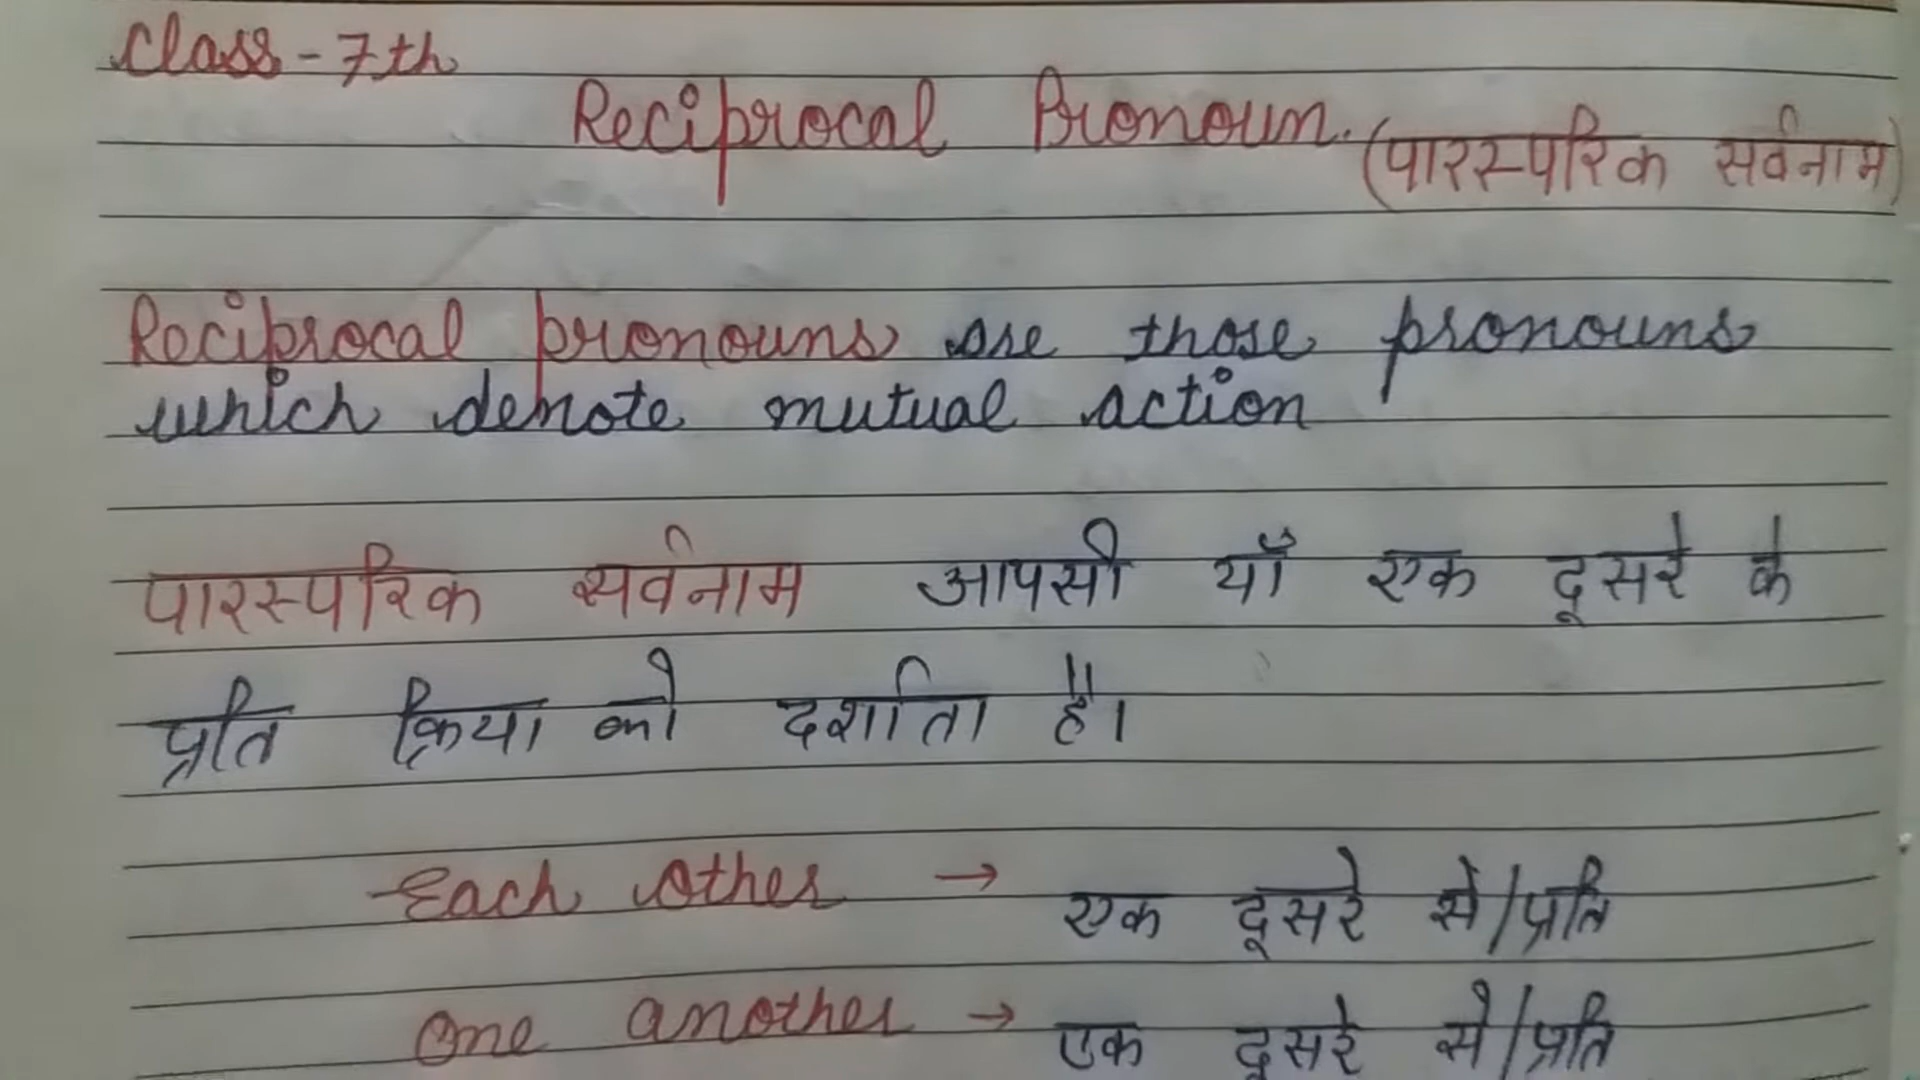 Class - 7th
Reciprocal Pronoun. (पारस्परिक सर्वनाम)
Reciprocal pronouns are those pronouns
which denote mutual action
पारस्परिक सर्वनाम आपसी याँ एक दूसरे के
प्रति क्रिया को दर्शाता है।
Each other → एक दूसरे से/प्रति
One another → एक दूसरे से/प्रति